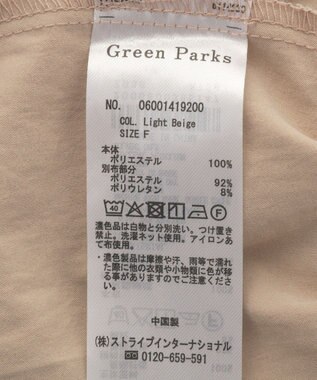 Green Parks
NO. 06001419200
COL. Light Beige
SIZE F
本体
ポリエステル 100%
別布部分
ポリエステル 92%
ポリウレタン 8%
40
F
濃色品は白物と分別洗い。つけ置
き禁止。洗濯ネット使用。アイロンあ
て布使用。
・濃色品は摩擦や汗、雨等で濡れ
た際に他の衣類や小物類に色が移
る事がありますのでご注意くださ
い。
中国製
(株)ストライプインターナショナル
0120-659-591